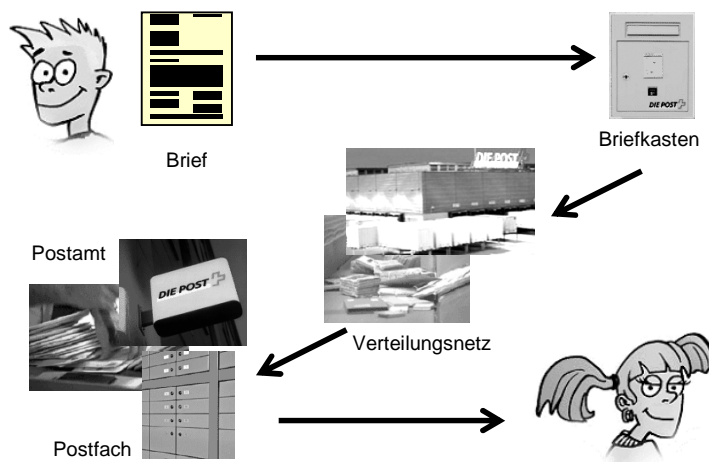 DIE POST
Brief
Briefkasten
DIE POST
Postamt
DIE POST
Verteilungsnetz
Postfach